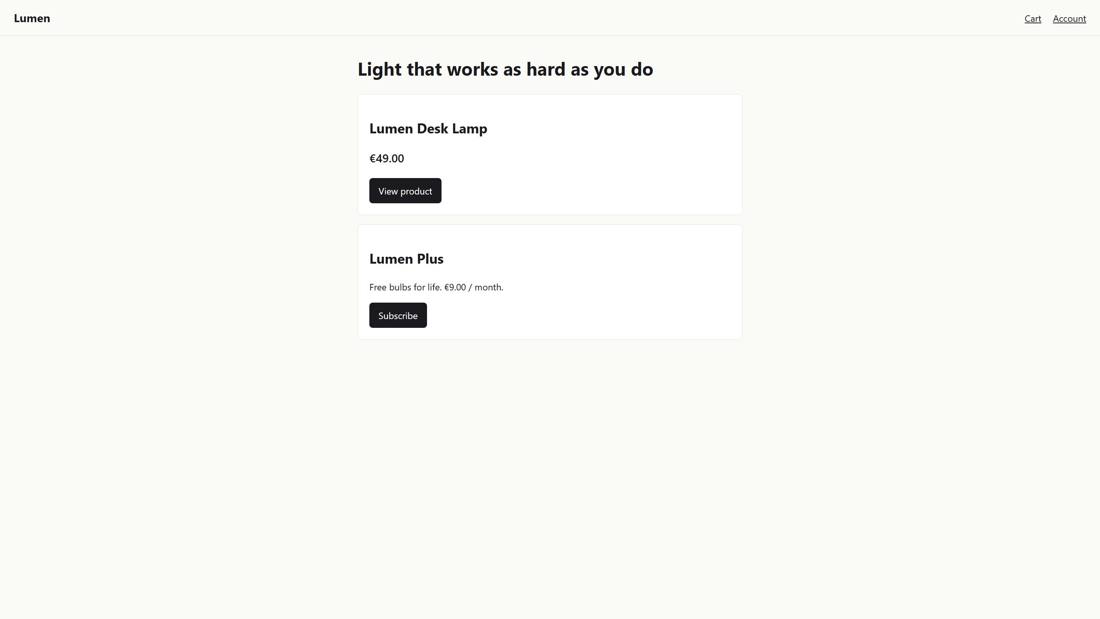 Lumen
Cart Account
Light that works as hard as you do
Lumen Desk Lamp
€49.00
View product
Lumen Plus
Free bulbs for life. €9.00 / month.
Subscribe